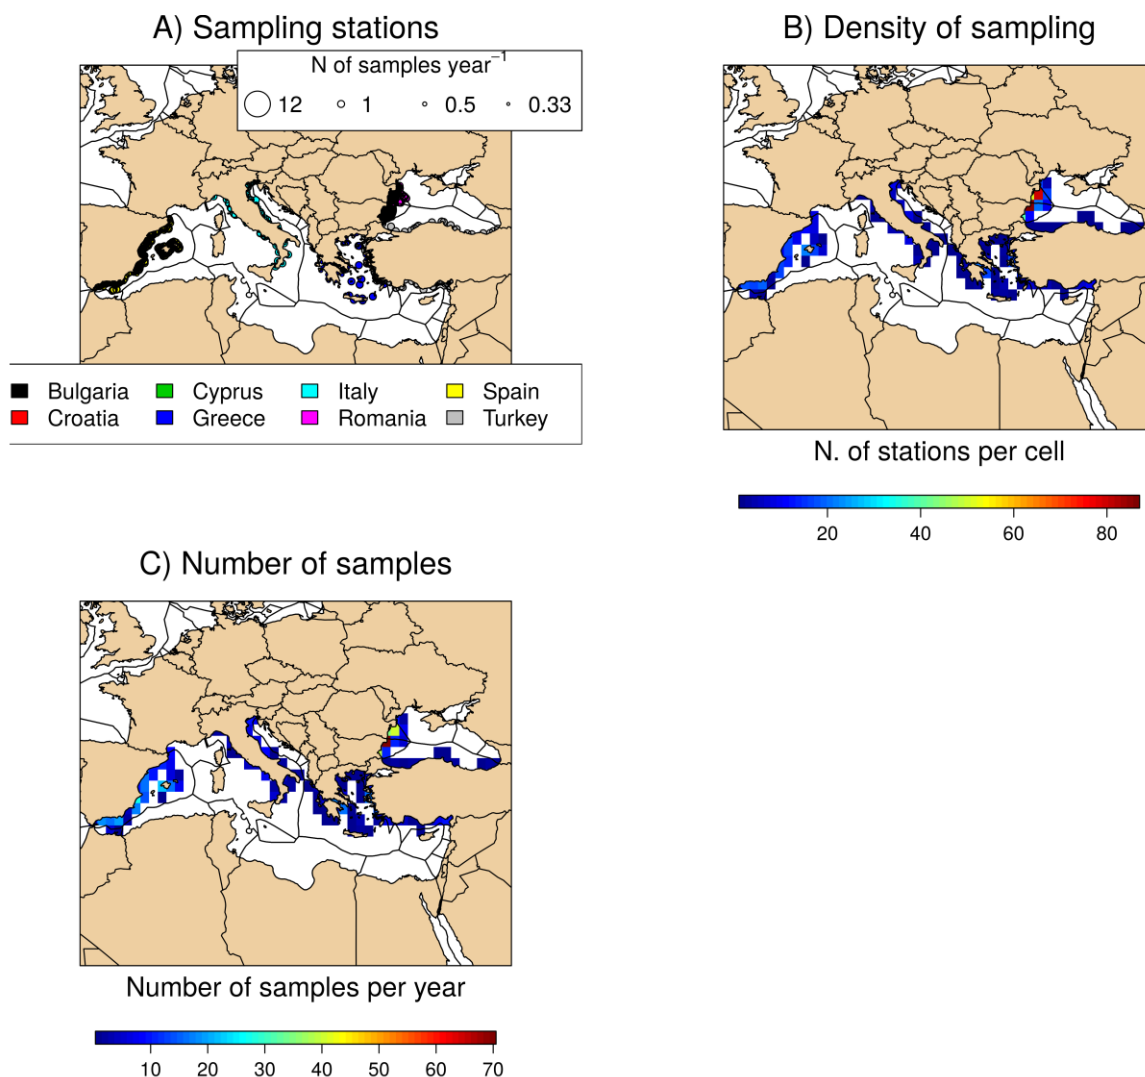 A) Sampling stations
N of samples year⁻¹
12 1 0.5 0.33
Bulgaria Cyprus Italy Spain
Croatia Greece Romania Turkey
B) Density of sampling
N. of stations per cell
20 40 60 80
C) Number of samples
Number of samples per year
10 20 30 40 50 60 70